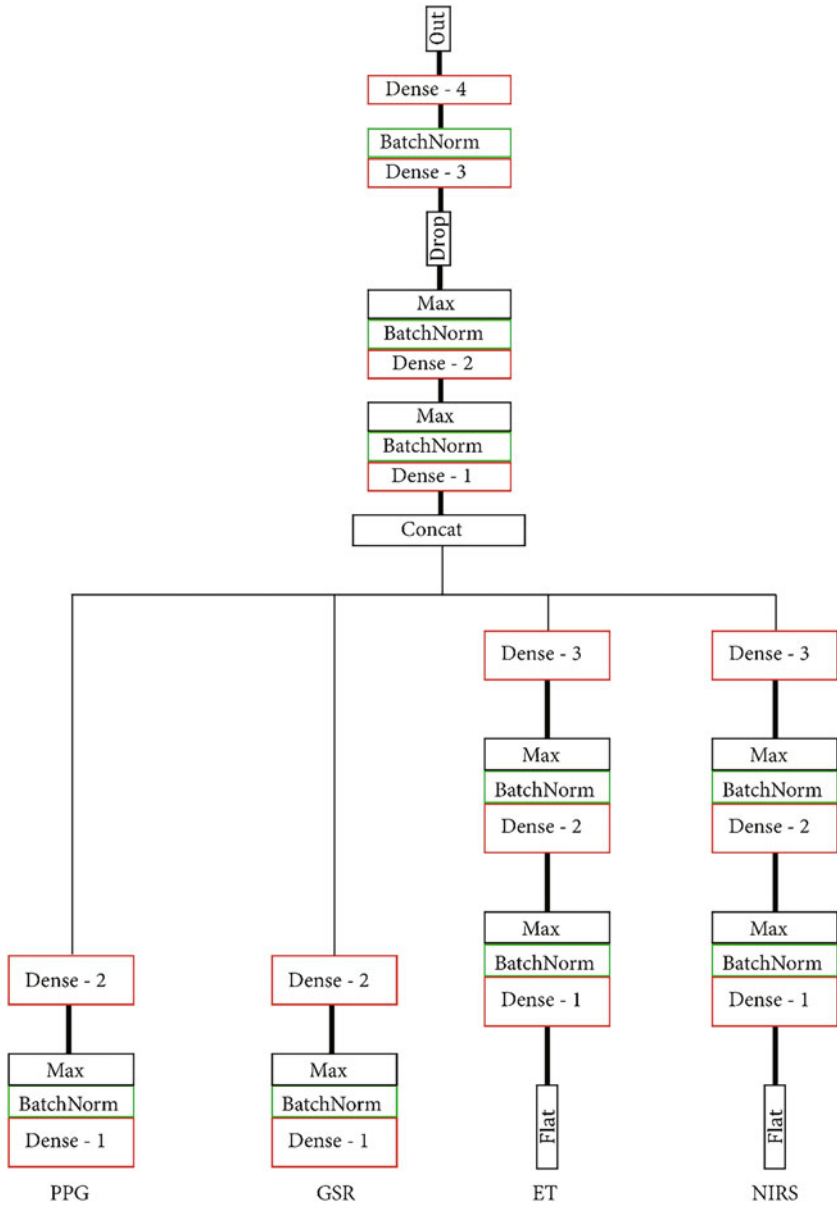 Out
Dense - 4
BatchNorm
Dense - 3
Drop
Max
BatchNorm
Dense - 2
Max
BatchNorm
Dense - 1
Concat
Dense - 3
Dense - 3
Max
Max
BatchNorm
BatchNorm
Dense - 2
Dense - 2
Max
Max
BatchNorm
BatchNorm
Dense - 2
Dense - 2
Dense - 1
Dense - 1
Max
Max
BatchNorm
BatchNorm
Flat
Flat
Dense - 1
Dense - 1
PPG
GSR
ET
NIRS